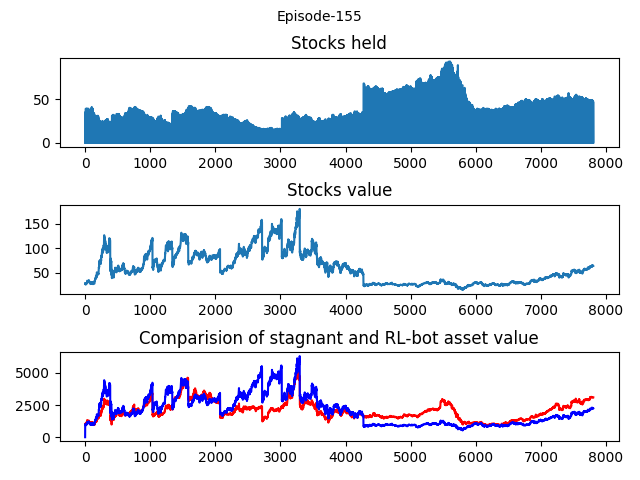 Episode-155
Stocks held
50
0
0 1000 2000 3000 4000 5000 6000 7000 8000
Stocks value
150
100
50
0 1000 2000 3000 4000 5000 6000 7000 8000
Comparision of stagnant and RL-bot asset value
5000
2500
0
0 1000 2000 3000 4000 5000 6000 7000 8000